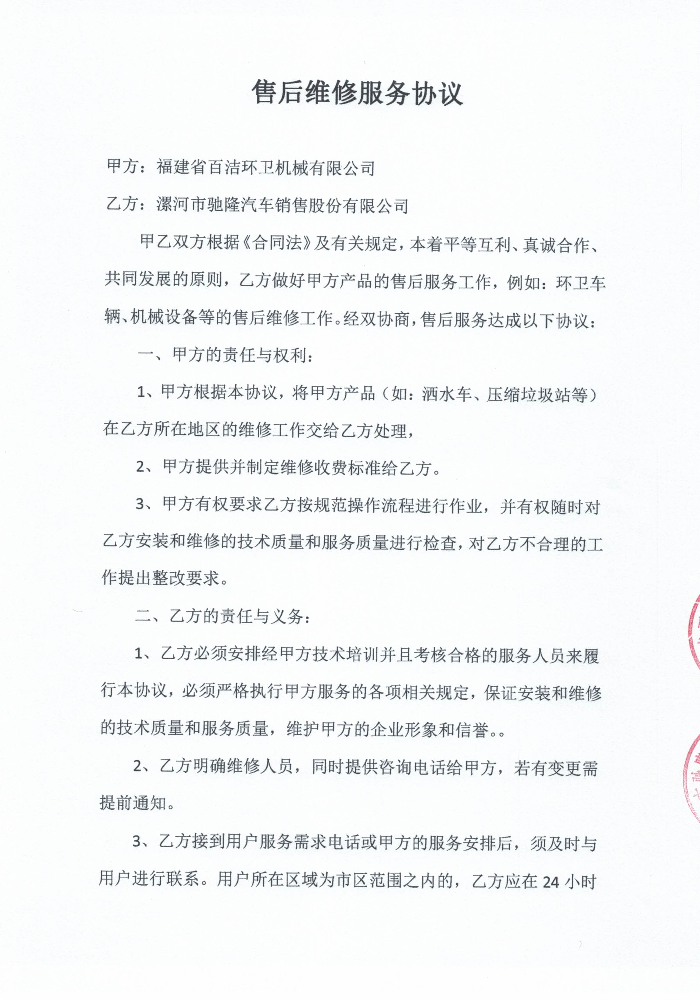 售后维修服务协议
甲方：福建省百洁环卫机械有限公司
乙方：漯河市驰隆汽车销售股份有限公司
甲乙双方根据《合同法》及有关规定，本着平等互利、真诚合作、
共同发展的原则，乙方做好甲方产品的售后服务工作，例如：环卫车
辆、机械设备等的售后维修工作。经双协商，售后服务达成以下协议：
一、甲方的责任与权利：
1、甲方根据本协议，将甲方产品（如：洒水车、压缩垃圾站等）
在乙方所在地区的维修工作交给乙方处理，
2、甲方提供并制定维修收费标准给乙方。
3、甲方有权要求乙方按规范操作流程进行作业，并有权随时对
乙方安装和维修的技术质量和服务质量进行检查，对乙方不合理的工
作提出整改要求。
二、乙方的责任与义务：
1、乙方必须安排经甲方技术培训并且考核合格的服务人员来履
行本协议，必须严格执行甲方服务的各项相关规定，保证安装和维修
的技术质量和服务质量，维护甲方的企业形象和信誉。。
2、乙方明确维修人员，同时提供咨询电话给甲方，若有变更需
提前通知。
3、乙方接到用户服务需求电话或甲方的服务安排后，须及时与
用户进行联系。用户所在区域为市区范围之内的，乙方应在 24 小时